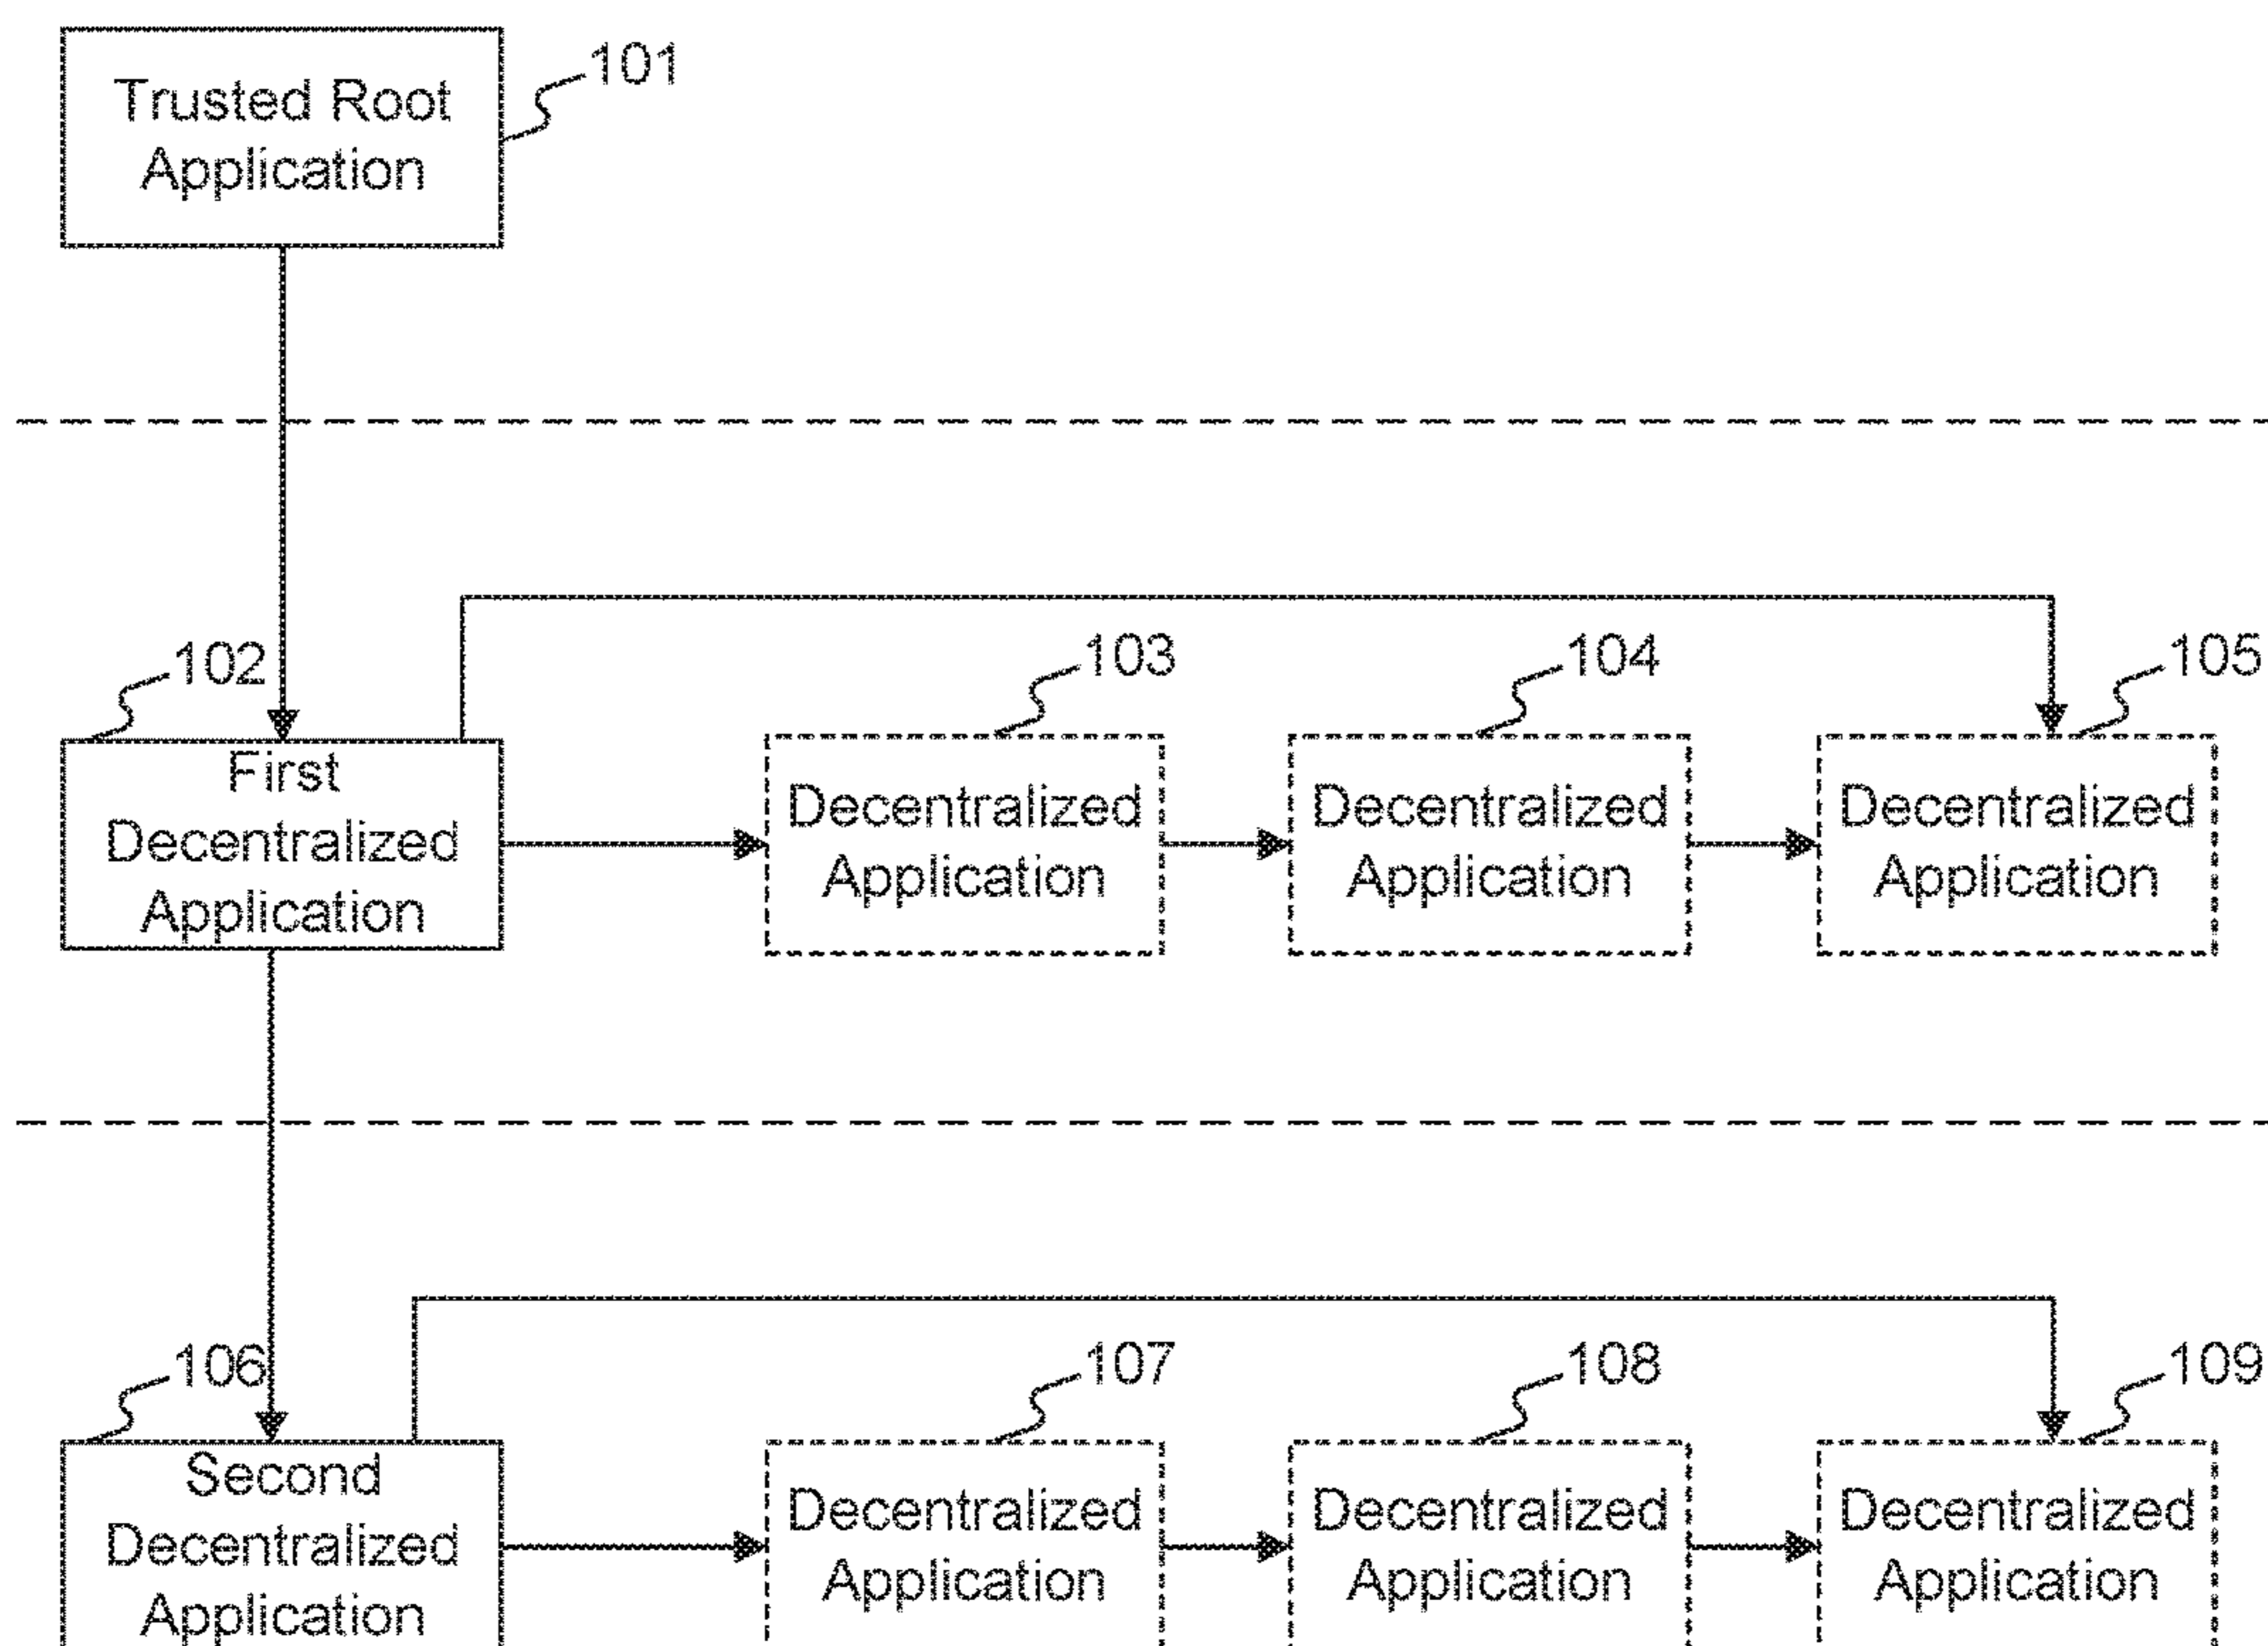 Trusted Root
Application
101
102
103
104
105
First
Decentralized
Application
Decentralized
Application
Decentralized
Application
Decentralized
Application
106
107
108
109
Second
Decentralized
Application
Decentralized
Application
Decentralized
Application
Decentralized
Application